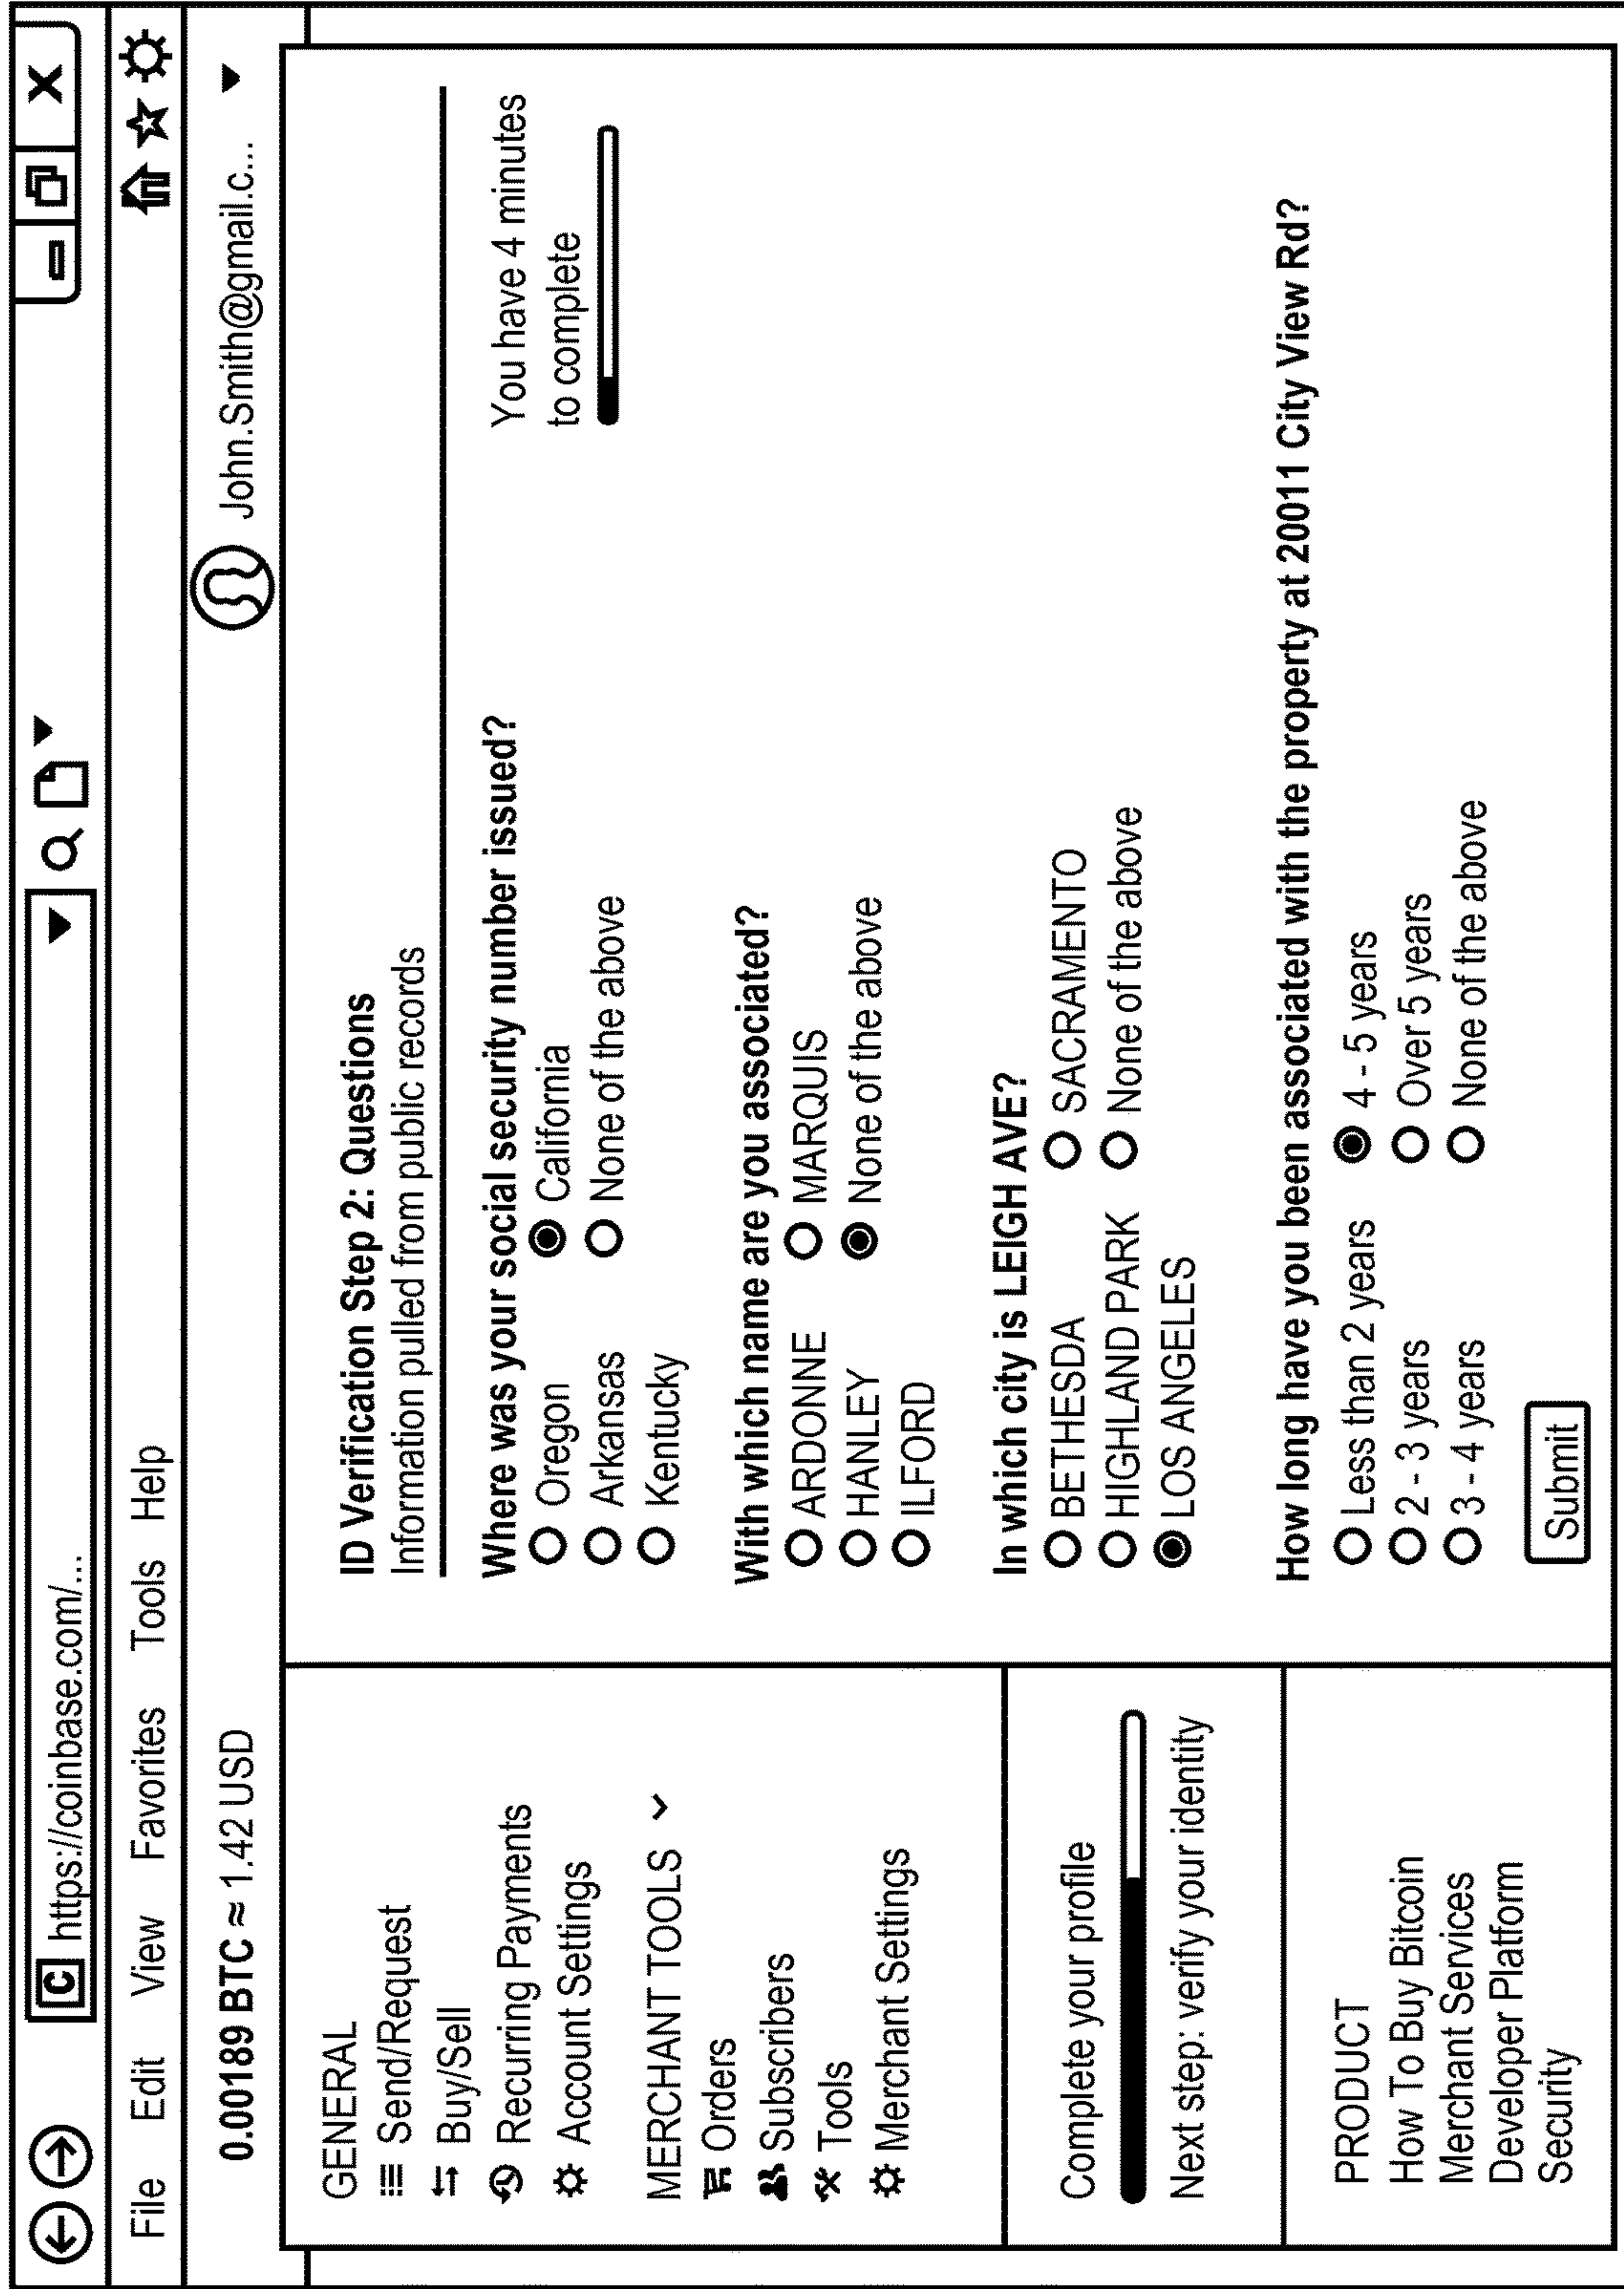 C https://coinbase.com/...
X
File Edit View Favorites Tools Help
0.00189 BTC ≈ 1.42 USD
John.Smith@gmail.c...
GENERAL
Send/Request
Buy/Sell
Recurring Payments
Account Settings
MERCHANT TOOLS
Orders
Subscribers
Tools
Merchant Settings
Complete your profile
Next step: verify your identity
PRODUCT
How To Buy Bitcoin
Merchant Services
Developer Platform
Security
ID Verification Step 2: Questions
Information pulled from public records
You have 4 minutes
to complete
Where was your social security number issued?
Oregon California
Arkansas None of the above
Kentucky
With which name are you associated?
ARDONNE MARQUIS
HANLEY None of the above
ILFORD
In which city is LEIGH AVE?
BETHESDA SACRAMENTO
HIGHLAND PARK None of the above
LOS ANGELES
How long have you been associated with the property at 20011 City View Rd?
Less than 2 years 4 - 5 years
2 - 3 years Over 5 years
3 - 4 years None of the above
Submit